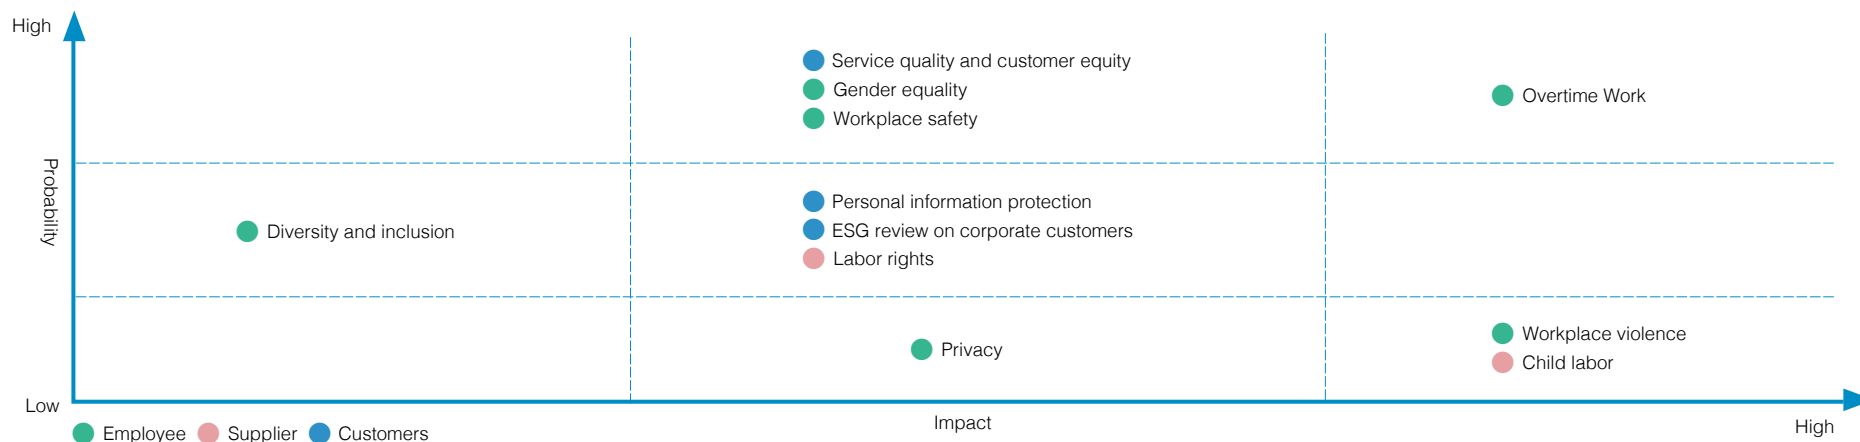 High
Service quality and customer equity
Gender equality
Workplace safety
Overtime Work
Probability
Diversity and inclusion
Personal information protection
ESG review on corporate customers
Labor rights
Privacy
Workplace violence
Child labor
Low
Impact
High
Employee Supplier Customers